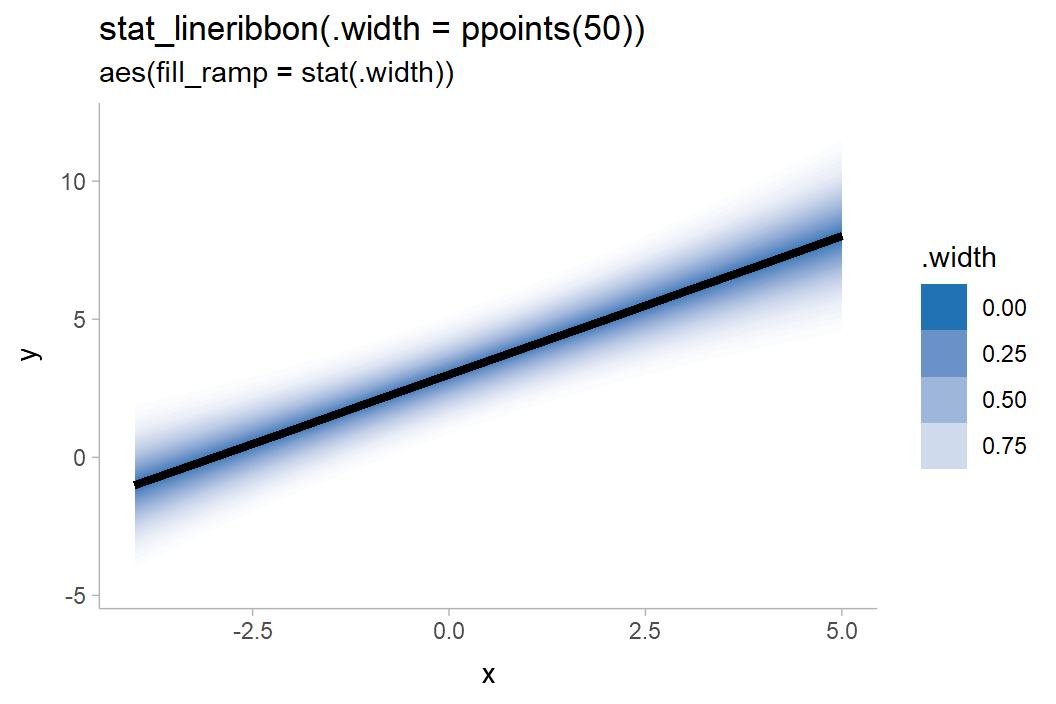 stat_lineribbon(.width = ppoints(50))
aes(fill_ramp = stat(.width))
10
5
0
-5
y
-2.5
0.0
2.5
5.0
x
.width
0.00
0.25
0.50
0.75